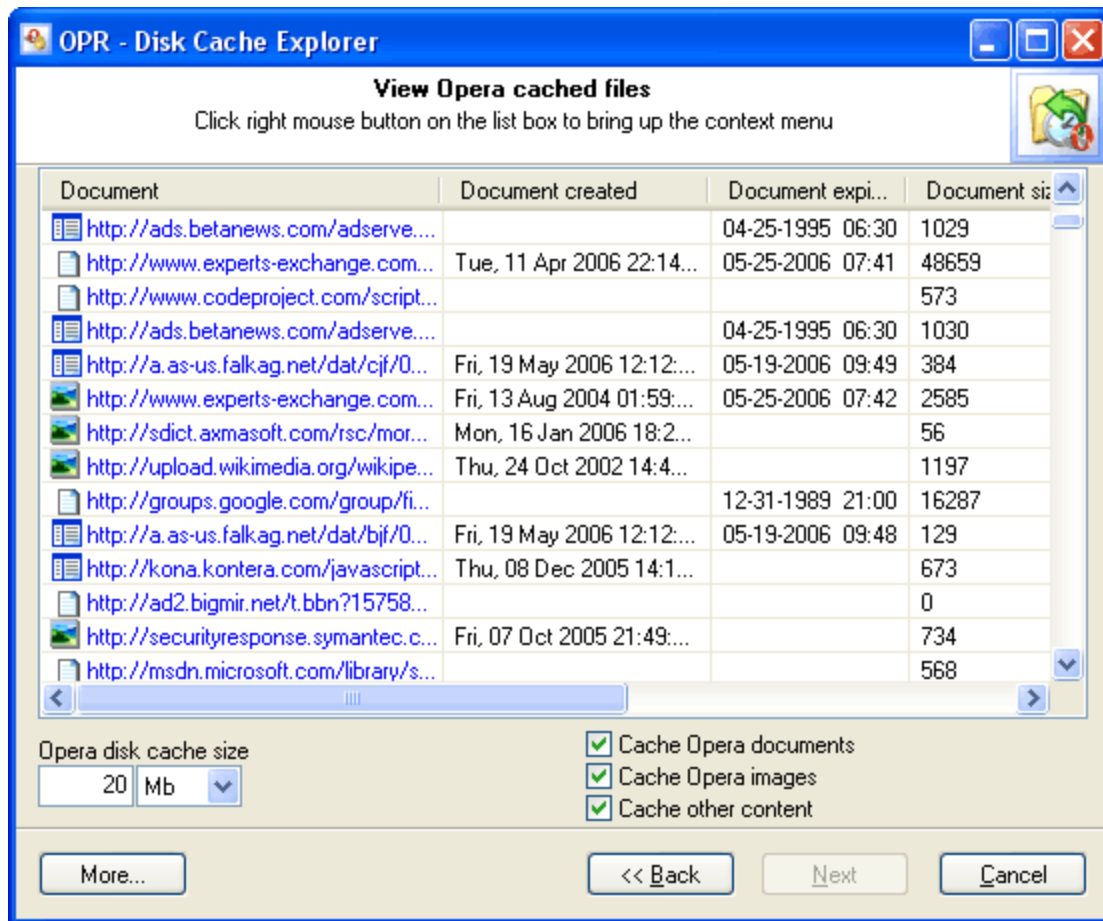 OPR - Disk Cache Explorer
View Opera cached files
Click right mouse button on the list box to bring up the context menu
Document Document created Document expi... Document siz
http://ads.betanews.com/adserve.... 04-25-1995 06:30 1029
http://www.experts-exchange.com... Tue, 11 Apr 2006 22:14... 05-25-2006 07:41 48659
http://www.codeproject.com/script... 573
http://ads.betanews.com/adserve.... 04-25-1995 06:30 1030
http://a.as-us.falkag.net/dat/cjf/0... Fri, 19 May 2006 12:12:... 05-19-2006 09:49 384
http://www.experts-exchange.com... Fri, 13 Aug 2004 01:59:... 05-25-2006 07:42 2585
http://sdict.axmasoft.com/rsc/mor... Mon, 16 Jan 2006 18:2... 56
http://upload.wikimedia.org/wikipe... Thu, 24 Oct 2002 14:4... 1197
http://groups.google.com/group/fi... 12-31-1989 21:00 16287
http://a.as-us.falkag.net/dat/bjf/0... Fri, 19 May 2006 12:12:... 05-19-2006 09:48 129
http://kona.kontera.com/javascript... Thu, 08 Dec 2005 14:1... 673
http://ad2.bigmir.net/t.bbn?15758... 0
http://securityresponse.symantec.c... Fri, 07 Oct 2005 21:49:... 734
http://msdn.microsoft.com/library/s... 568
Opera disk cache size
20 Mb
Cache Opera documents
Cache Opera images
Cache other content
More... << Back Next Cancel